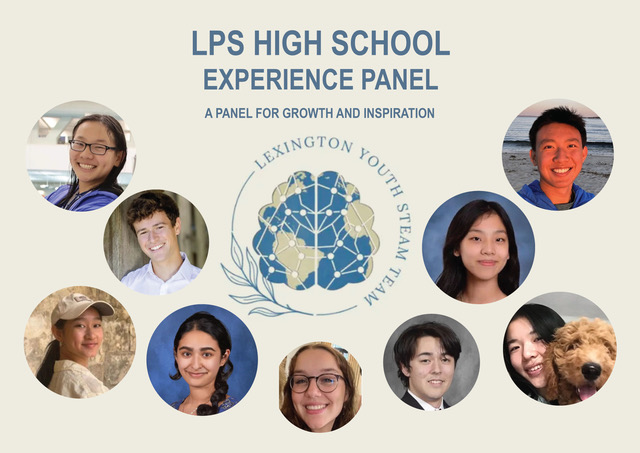 LPS HIGH SCHOOL
EXPERIENCE PANEL
A PANEL FOR GROWTH AND INSPIRATION
LEXINGTON YOUTH STEAM TEAM